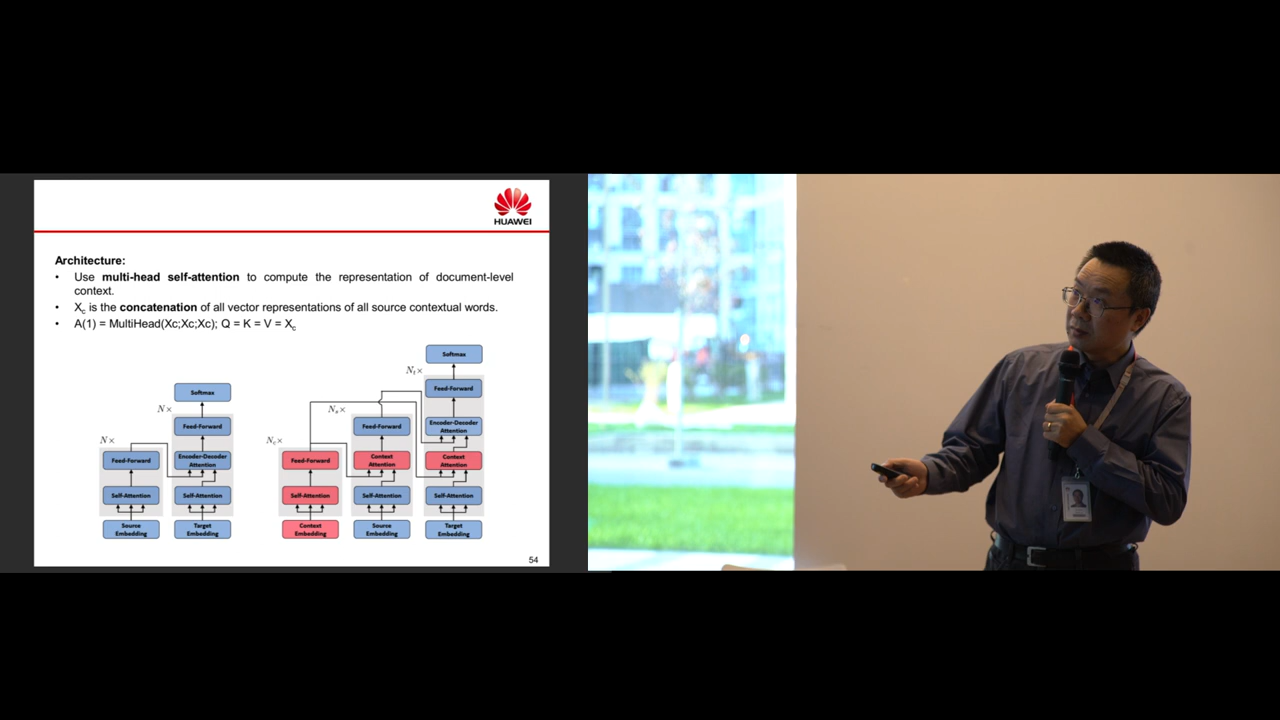 HUAWEI
Architecture:
• Use multi-head self-attention to compute the representation of document-level
context.
• Xc is the concatenation of all vector representations of all source contextual words.
• A(1) = MultiHead(Xc;Xc;Xc); Q = K = V = Xc
Softmax
N×
Feed-Forward
N×
Feed-Forward
Encoder-Decoder
Attention
Self-Attention
Self-Attention
Source
Embedding
Target
Embedding
Softmax
Nt×
Feed-Forward
Ns×
Feed-Forward
Encoder-Decoder
Attention
Nc×
Feed-Forward
Context
Attention
Context
Attention
Self-Attention
Self-Attention
Self-Attention
Context
Embedding
Source
Embedding
Target
Embedding
54